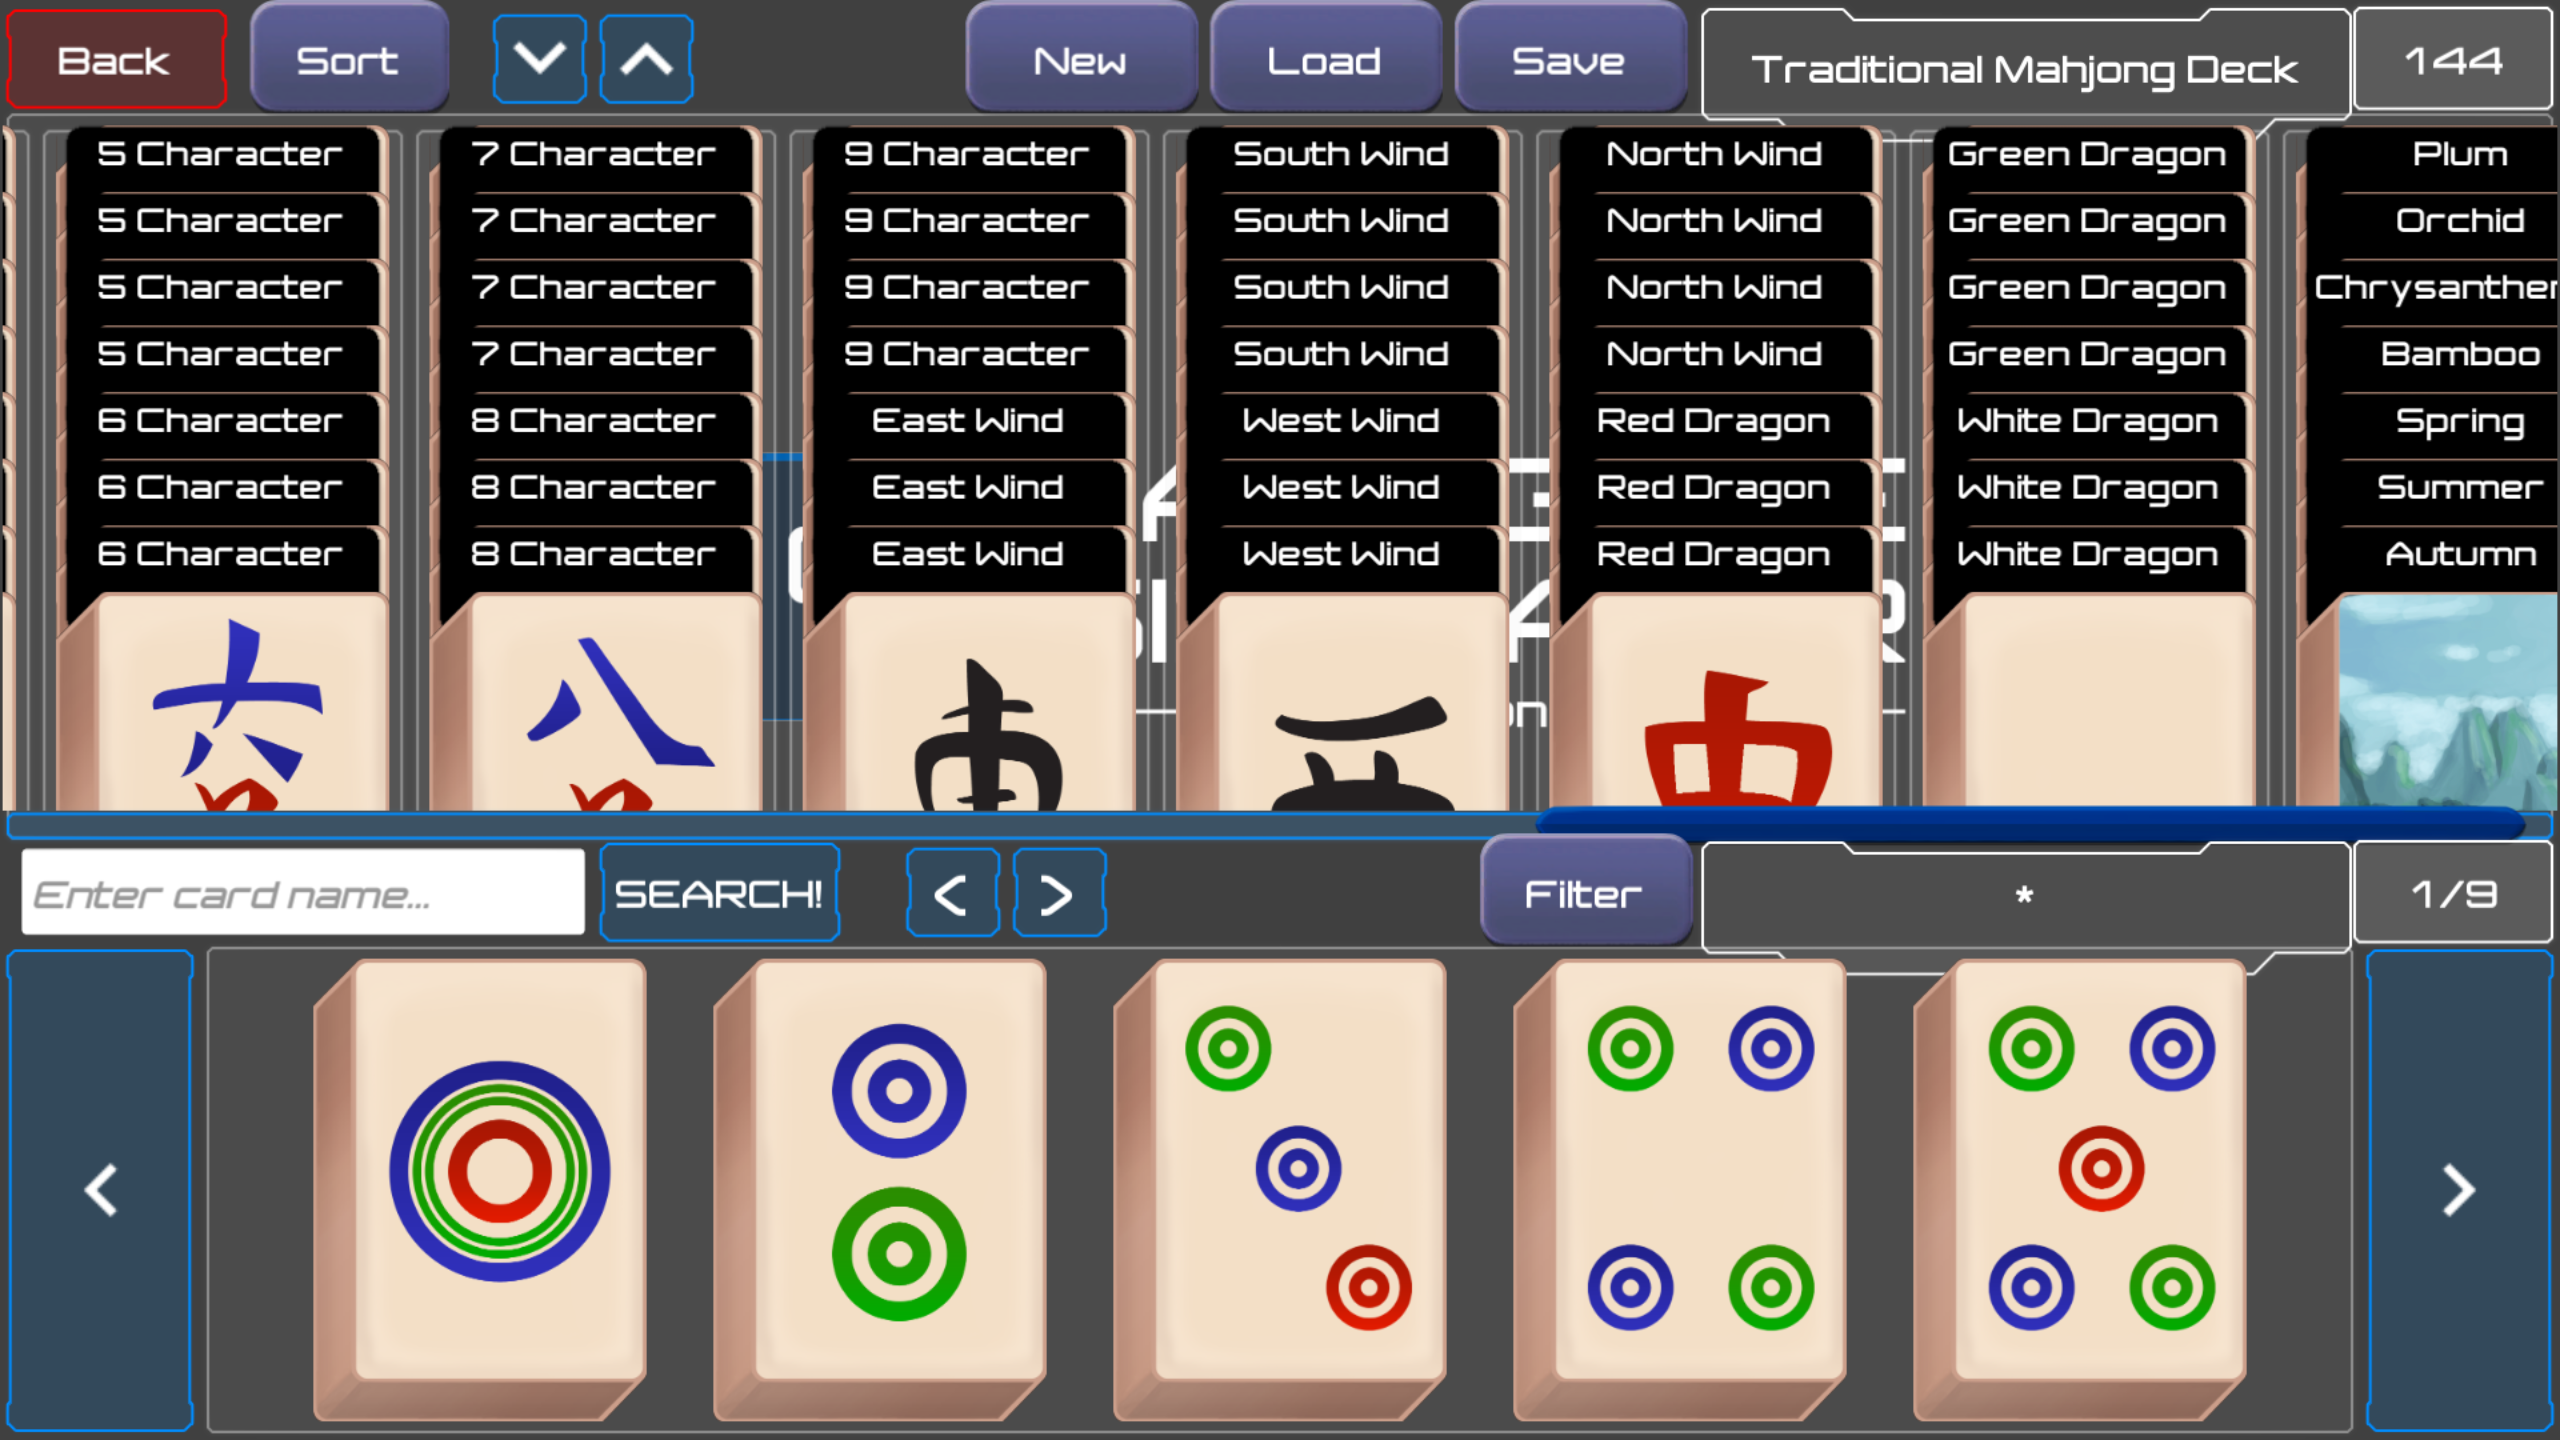 Back
Sort
New
Load
Save
Traditional Mahjong Deck
144
5 Character
7 Character
9 Character
South Wind
North Wind
Green Dragon
Plum
5 Character
7 Character
9 Character
South Wind
North Wind
Green Dragon
Orchid
5 Character
7 Character
9 Character
South Wind
North Wind
Green Dragon
Chrysanthe
5 Character
7 Character
9 Character
South Wind
North Wind
Green Dragon
Bamboo
6 Character
8 Character
East Wind
West Wind
Red Dragon
White Dragon
Spring
6 Character
8 Character
East Wind
West Wind
Red Dragon
White Dragon
Summer
6 Character
8 Character
East Wind
West Wind
Red Dragon
White Dragon
Autumn
六
八
東
西
中
Enter card name...
SEARCH!
<
>
Filter
*
1/9
<
>